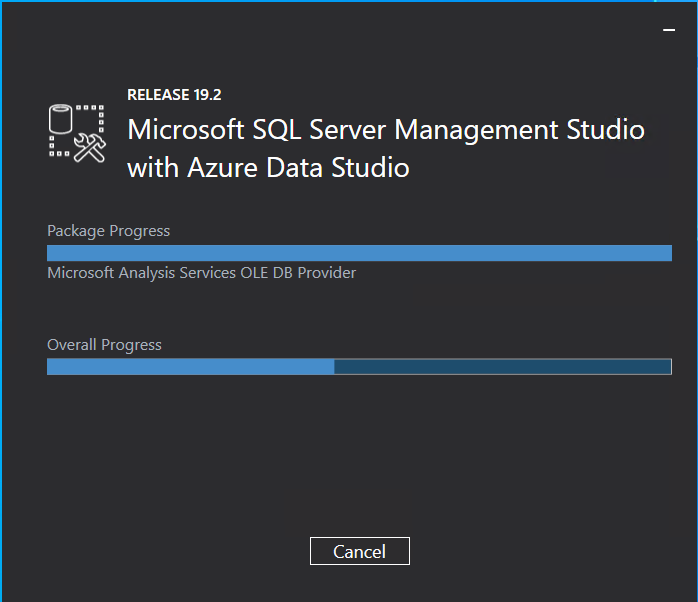 RELEASE 19.2
Microsoft SQL Server Management Studio
with Azure Data Studio
Package Progress
Microsoft Analysis Services OLE DB Provider
Overall Progress
Cancel